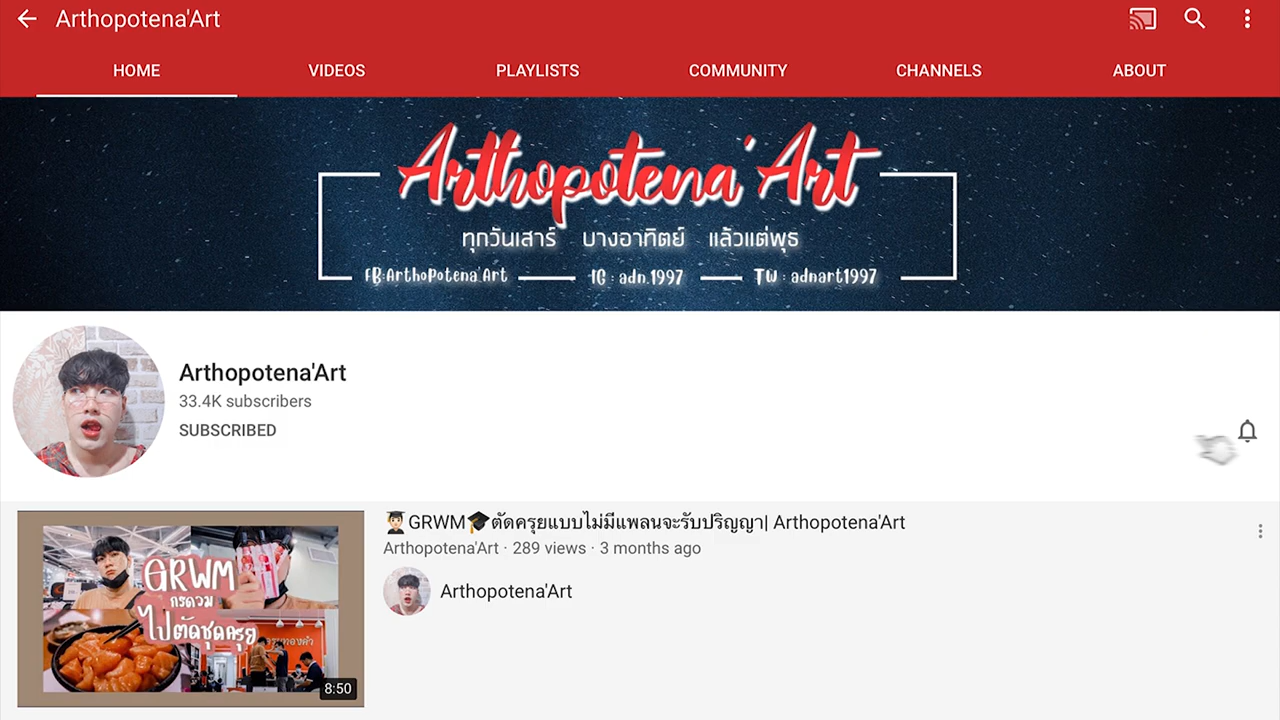 Arthopotena'Art
HOME VIDEOS PLAYLISTS COMMUNITY CHANNELS ABOUT
Arthopotena'Art
ทุกวันเสาร์ บางอาทิตย์ แล้วแต่พุธ
FB:ArthoPotena'Art IG : adn.1997 TW : adnart1997
Arthopotena'Art
33.4K subscribers
SUBSCRIBED
GRWM ตัดครุยแบบไม่มีแพลนจะรับปริญญา| Arthopotena'Art
Arthopotena'Art · 289 views · 3 months ago
Arthopotena'Art
GRWM
กรดวม
ไปตัดชุดครุย
8:50